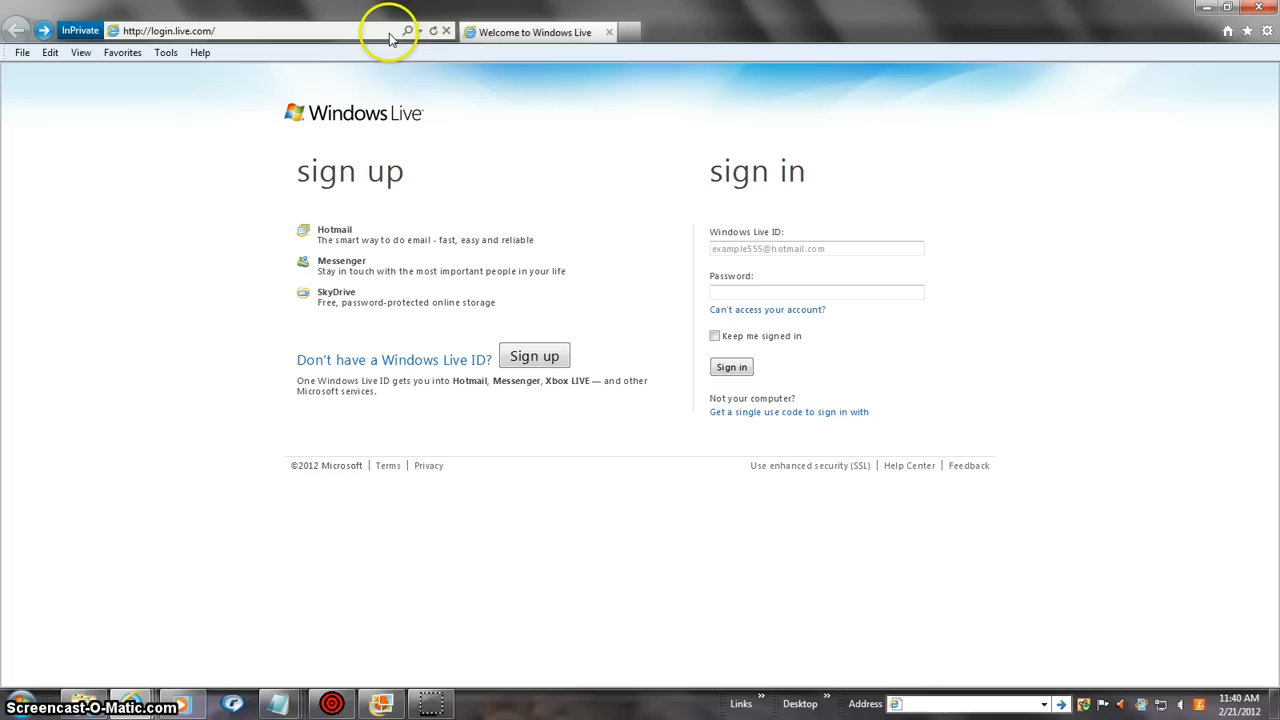 InPrivate http://login.live.com/ Welcome to Windows Live
File Edit View Favorites Tools Help
Windows Live
sign up
Hotmail
The smart way to do email - fast, easy and reliable
Messenger
Stay in touch with the most important people in your life
SkyDrive
Free, password-protected online storage
Don't have a Windows Live ID? Sign up
One Windows Live ID gets you into Hotmail, Messenger, Xbox LIVE — and other
Microsoft services.
sign in
Windows Live ID:
example555@hotmail.com
Password:
Can't access your account?
Keep me signed in
Sign in
Not your computer?
Get a single use code to sign in with
©2012 Microsoft | Terms | Privacy
Use enhanced security (SSL) | Help Center | Feedback
Screencast-O-Matic.com
Links » Desktop » Address
11:40 AM
2/21/2012